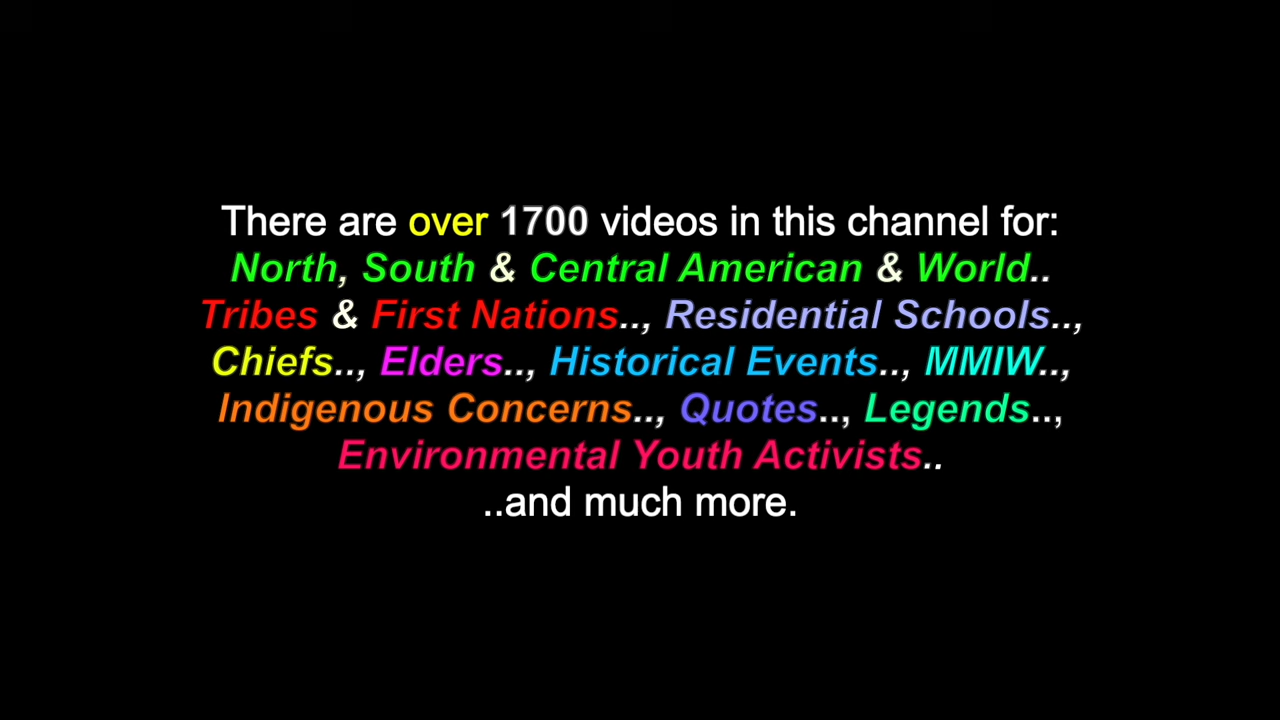 There are over 1700 videos in this channel for:
North, South & Central American & World..
Tribes & First Nations.., Residential Schools..,
Chiefs.., Elders.., Historical Events.., MMIW..,
Indigenous Concerns.., Quotes.., Legends..,
Environmental Youth Activists..
..and much more.